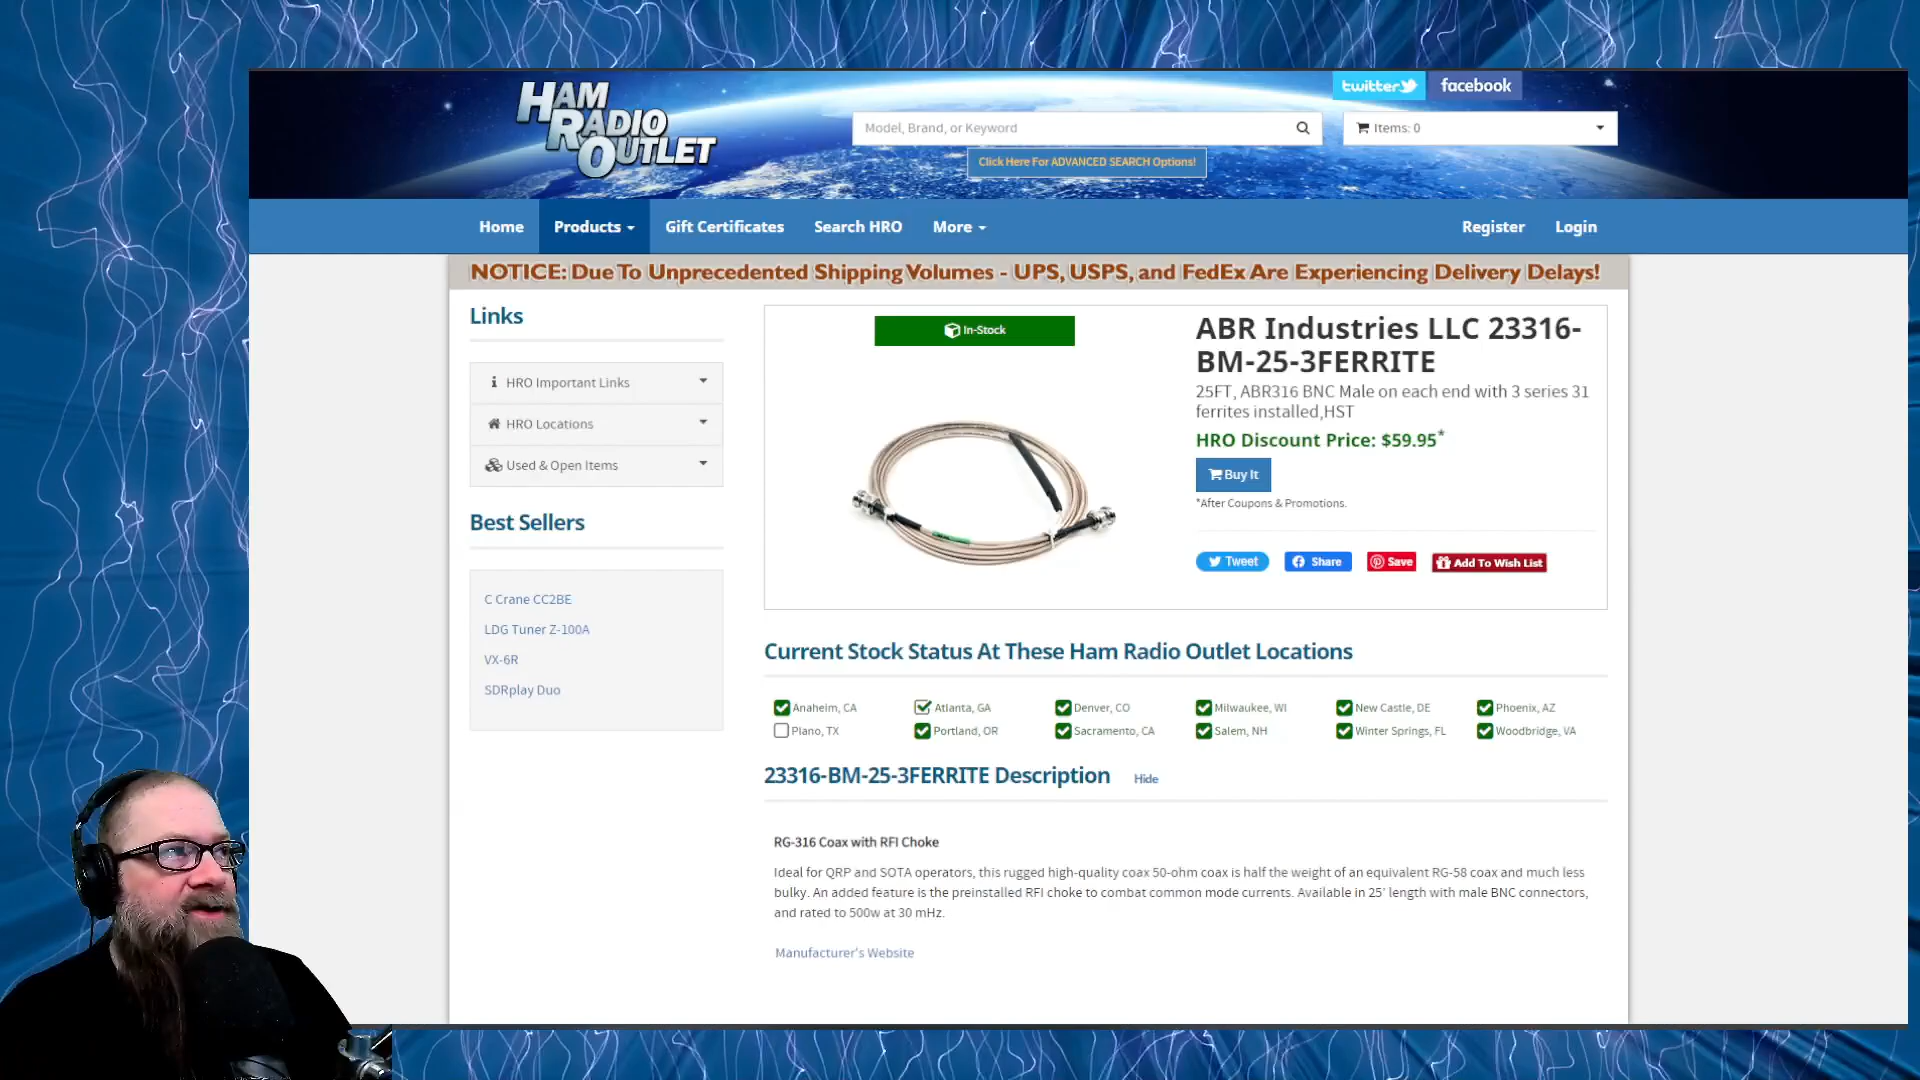 HAM
RADIO
OUTLET
twitter
facebook
Model, Brand, or Keyword
Items: 0
Click Here For ADVANCED SEARCH Options!
Home
Products
Gift Certificates
Search HRO
More
Register
Login
NOTICE: Due To Unprecedented Shipping Volumes - UPS, USPS, and FedEx Are Experiencing Delivery Delays!
Links
HRO Important Links
HRO Locations
Used & Open Items
Best Sellers
C Crane CC2BE
LDG Tuner Z-100A
VX-6R
SDRplay Duo
In-Stock
ABR Industries LLC 23316-
BM-25-3FERRITE
25FT, ABR316 BNC Male on each end with 3 series 31
ferrites installed,HST
HRO Discount Price: $59.95*
Buy It
*After Coupons & Promotions.
Tweet
Share
Save
Add To Wish List
Current Stock Status At These Ham Radio Outlet Locations
Anaheim, CA
Atlanta, GA
Denver, CO
Milwaukee, WI
New Castle, DE
Phoenix, AZ
Plano, TX
Portland, OR
Sacramento, CA
Salem, NH
Winter Springs, FL
Woodbridge, VA
23316-BM-25-3FERRITE Description
Hide
RG-316 Coax with RFI Choke
Ideal for QRP and SOTA operators, this rugged high-quality coax 50-ohm coax is half the weight of an equivalent RG-58 coax and much less
bulky. An added feature is the preinstalled RFI choke to combat common mode currents. Available in 25' length with male BNC connectors,
and rated to 500w at 30 mHz.
Manufacturer's Website